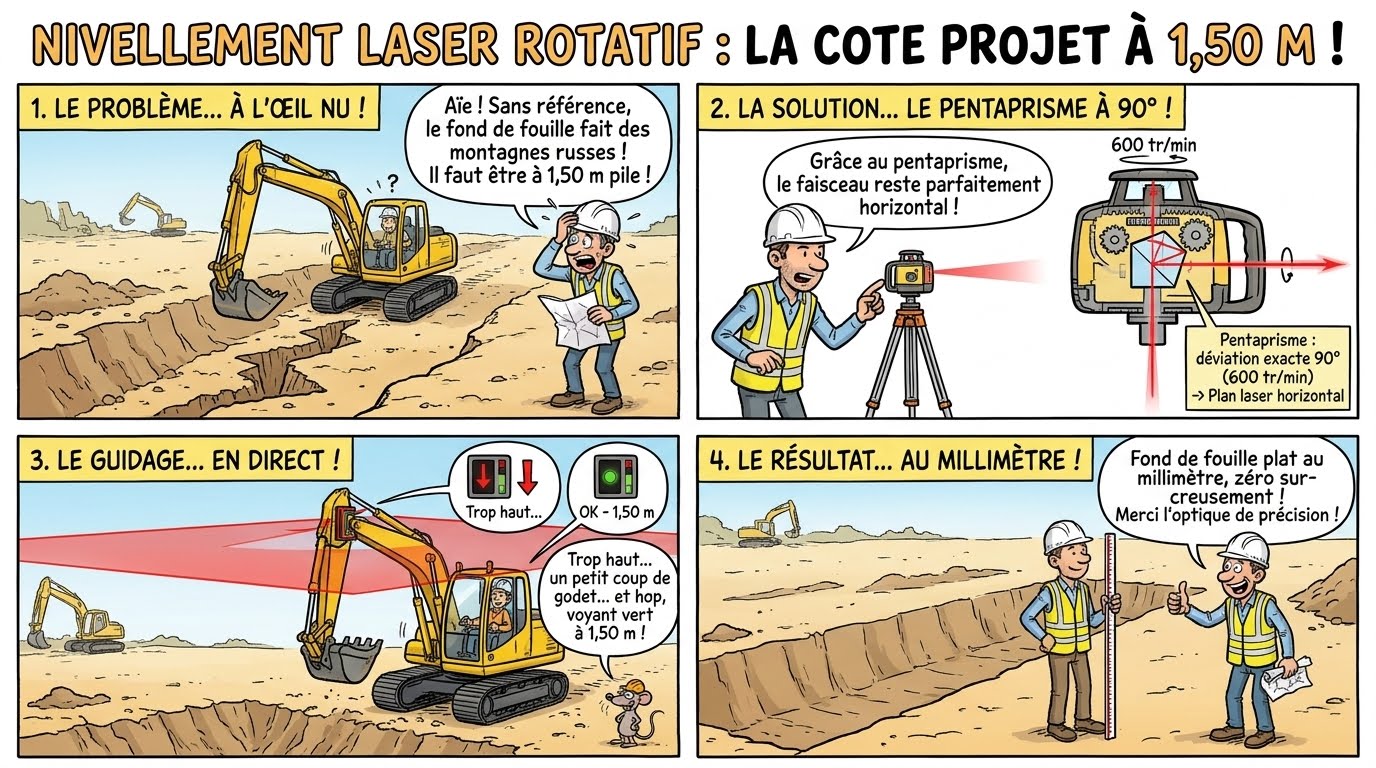 NIVELLEMENT LASER ROTATIF : LA COTE PROJET À 1,50 M !
1. LE PROBLÈME... À L'ŒIL NU !
Aïe ! Sans référence,
le fond de fouille fait des
montagnes russes !
Il faut être à 1,50 m pile !
?
2. LA SOLUTION... LE PENTAPRISME À 90° !
Grâce au pentaprisme,
le faisceau reste parfaitement
horizontal !
600 tr/min
Pentaprisme :
déviation exacte 90°
(600 tr/min)
→ Plan laser horizontal
3. LE GUIDAGE... EN DIRECT !
Trop haut...
OK - 1,50 m
Trop haut...
un petit coup de
godet... et hop,
voyant vert
à 1,50 m !
4. LE RÉSULTAT... AU MILLIMÈTRE !
Fond de fouille plat au
millimètre, zéro sur-
creusement !
Merci l'optique de précision !